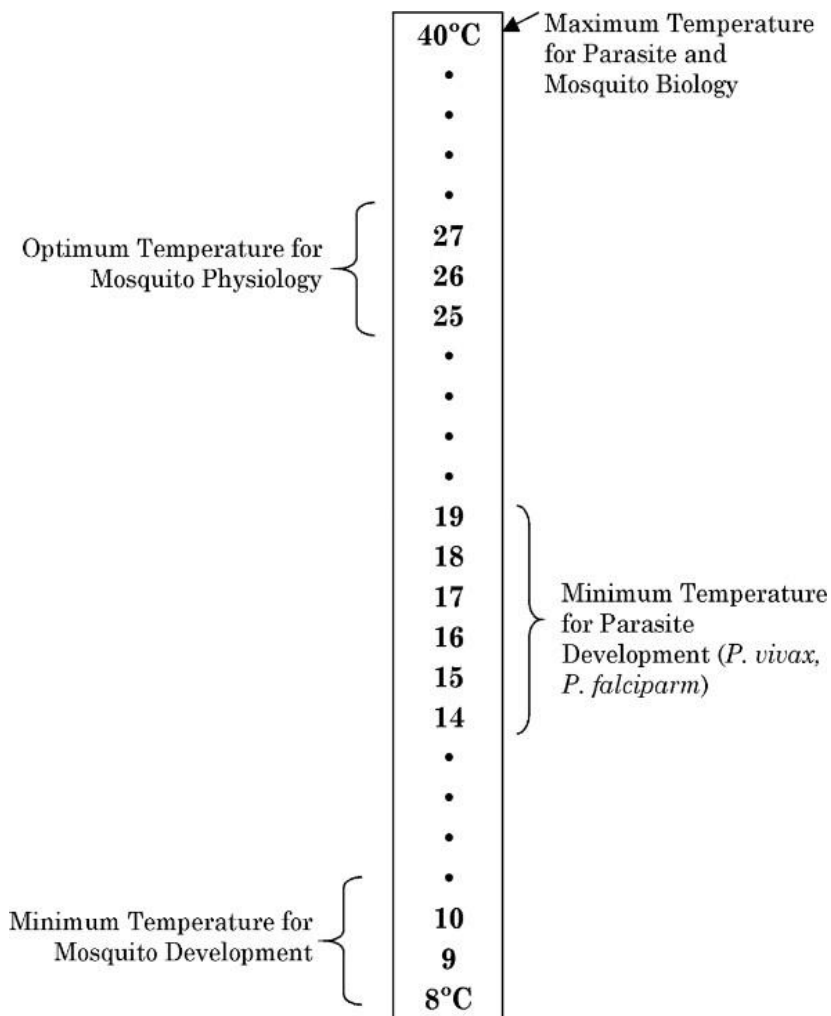 40°C
Maximum Temperature
for Parasite and
Mosquito Biology
•
•
•
•
Optimum Temperature for
Mosquito Physiology
27
26
25
•
•
•
•
19
18
17
16
15
14
Minimum Temperature
for Parasite
Development (P. vivax,
P. falciparm)
•
•
•
•
Minimum Temperature for
Mosquito Development
10
9
8°C